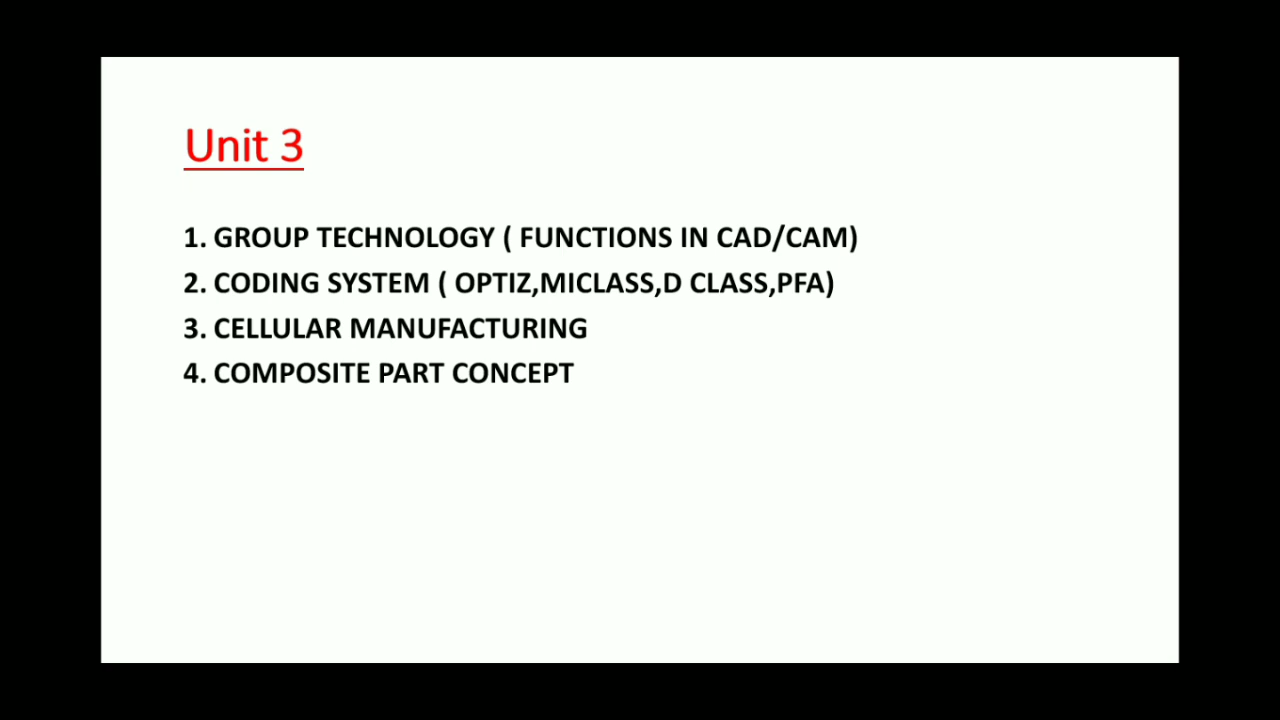 Unit 3
1. GROUP TECHNOLOGY ( FUNCTIONS IN CAD/CAM)
2. CODING SYSTEM ( OPTIZ,MICLASS,D CLASS,PFA)
3. CELLULAR MANUFACTURING
4. COMPOSITE PART CONCEPT